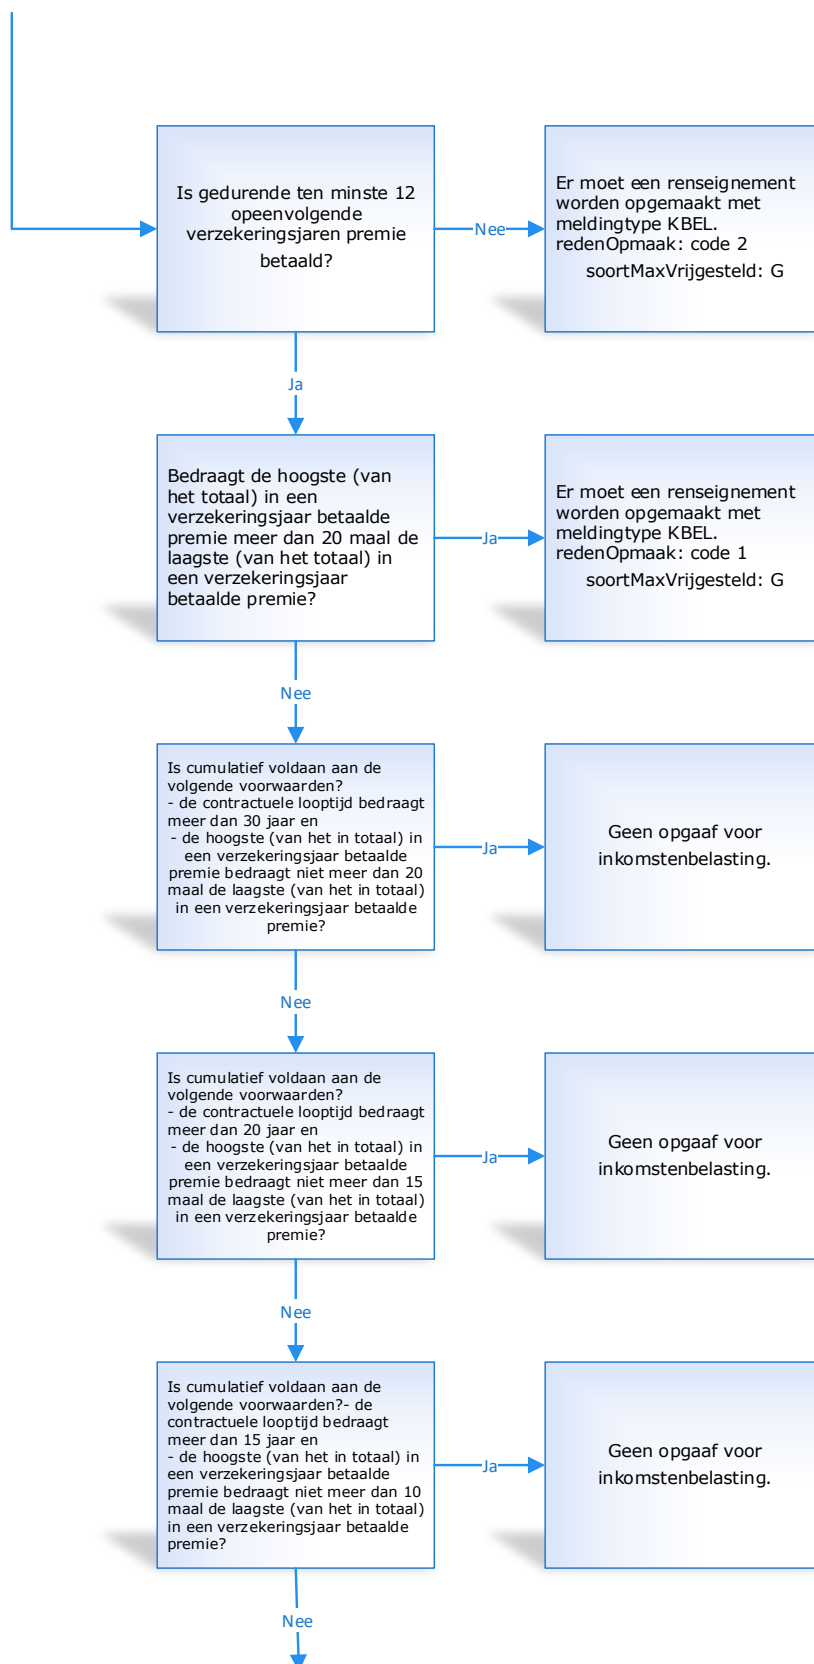 Is gedurende ten minste 12
opeenvolgende
verzekeringsjaren premie
betaald?
Nee
Er moet een renseignement
worden opgemaakt met
meldingtype KBEL.
redenOpmaak: code 2
soortMaxVrijgesteld: G
Ja
Bedraagt de hoogste (van
het totaal) in een
verzekeringsjaar betaalde
premie meer dan 20 maal de
laagste (van het totaal) in
een verzekeringsjaar
betaalde premie?
Ja
Er moet een renseignement
worden opgemaakt met
meldingtype KBEL.
redenOpmaak: code 1
soortMaxVrijgesteld: G
Nee
Is cumulatief voldaan aan de
volgende voorwaarden?
- de contractuele looptijd bedraagt
meer dan 30 jaar en
- de hoogste (van het in totaal) in
een verzekeringsjaar betaalde
premie bedraagt niet meer dan 20
maal de laagste (van het in totaal)
in een verzekeringsjaar betaalde
premie?
Ja
Geen opgaaf voor
inkomstenbelasting.
Nee
Is cumulatief voldaan aan de
volgende voorwaarden?
- de contractuele looptijd bedraagt
meer dan 20 jaar en
- de hoogste (van het in totaal) in
een verzekeringsjaar betaalde
premie bedraagt niet meer dan 15
maal de laagste (van het in totaal)
in een verzekeringsjaar betaalde
premie?
Ja
Geen opgaaf voor
inkomstenbelasting.
Nee
Is cumulatief voldaan aan de
volgende voorwaarden?- de
contractuele looptijd bedraagt
meer dan 15 jaar en
- de hoogste (van het in totaal) in
een verzekeringsjaar betaalde
premie bedraagt niet meer dan 10
maal de laagste (van het in totaal)
in een verzekeringsjaar betaalde
premie?
Ja
Geen opgaaf voor
inkomstenbelasting.
Nee